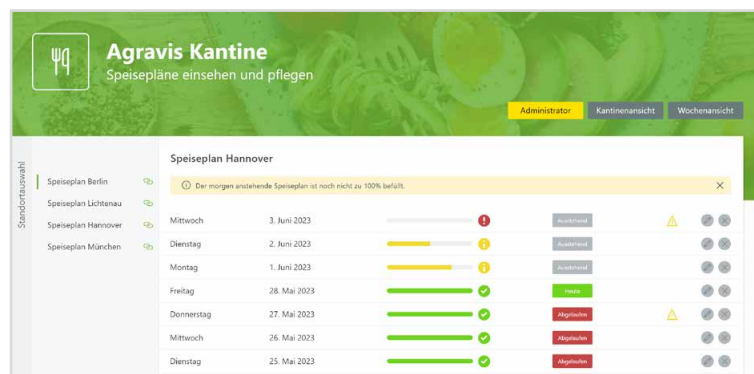 Agravis Kantine
Speisepläne einsehen und pflegen
Administrator Kantinenansicht Wochenansicht
Standortauswahl
Speiseplan Berlin
Speiseplan Lichtenau
Speiseplan Hannover
Speiseplan München
Speiseplan Hannover
Der morgen anstehende Speiseplan ist noch nicht zu 100% befüllt.
Mittwoch 3. Juni 2023 Ausstehend
Dienstag 2. Juni 2023 Ausstehend
Montag 1. Juni 2023 Ausstehend
Freitag 28. Mai 2023 Heute
Donnerstag 27. Mai 2023 Abgelaufen
Mittwoch 26. Mai 2023 Abgelaufen
Dienstag 25. Mai 2023 Abgelaufen